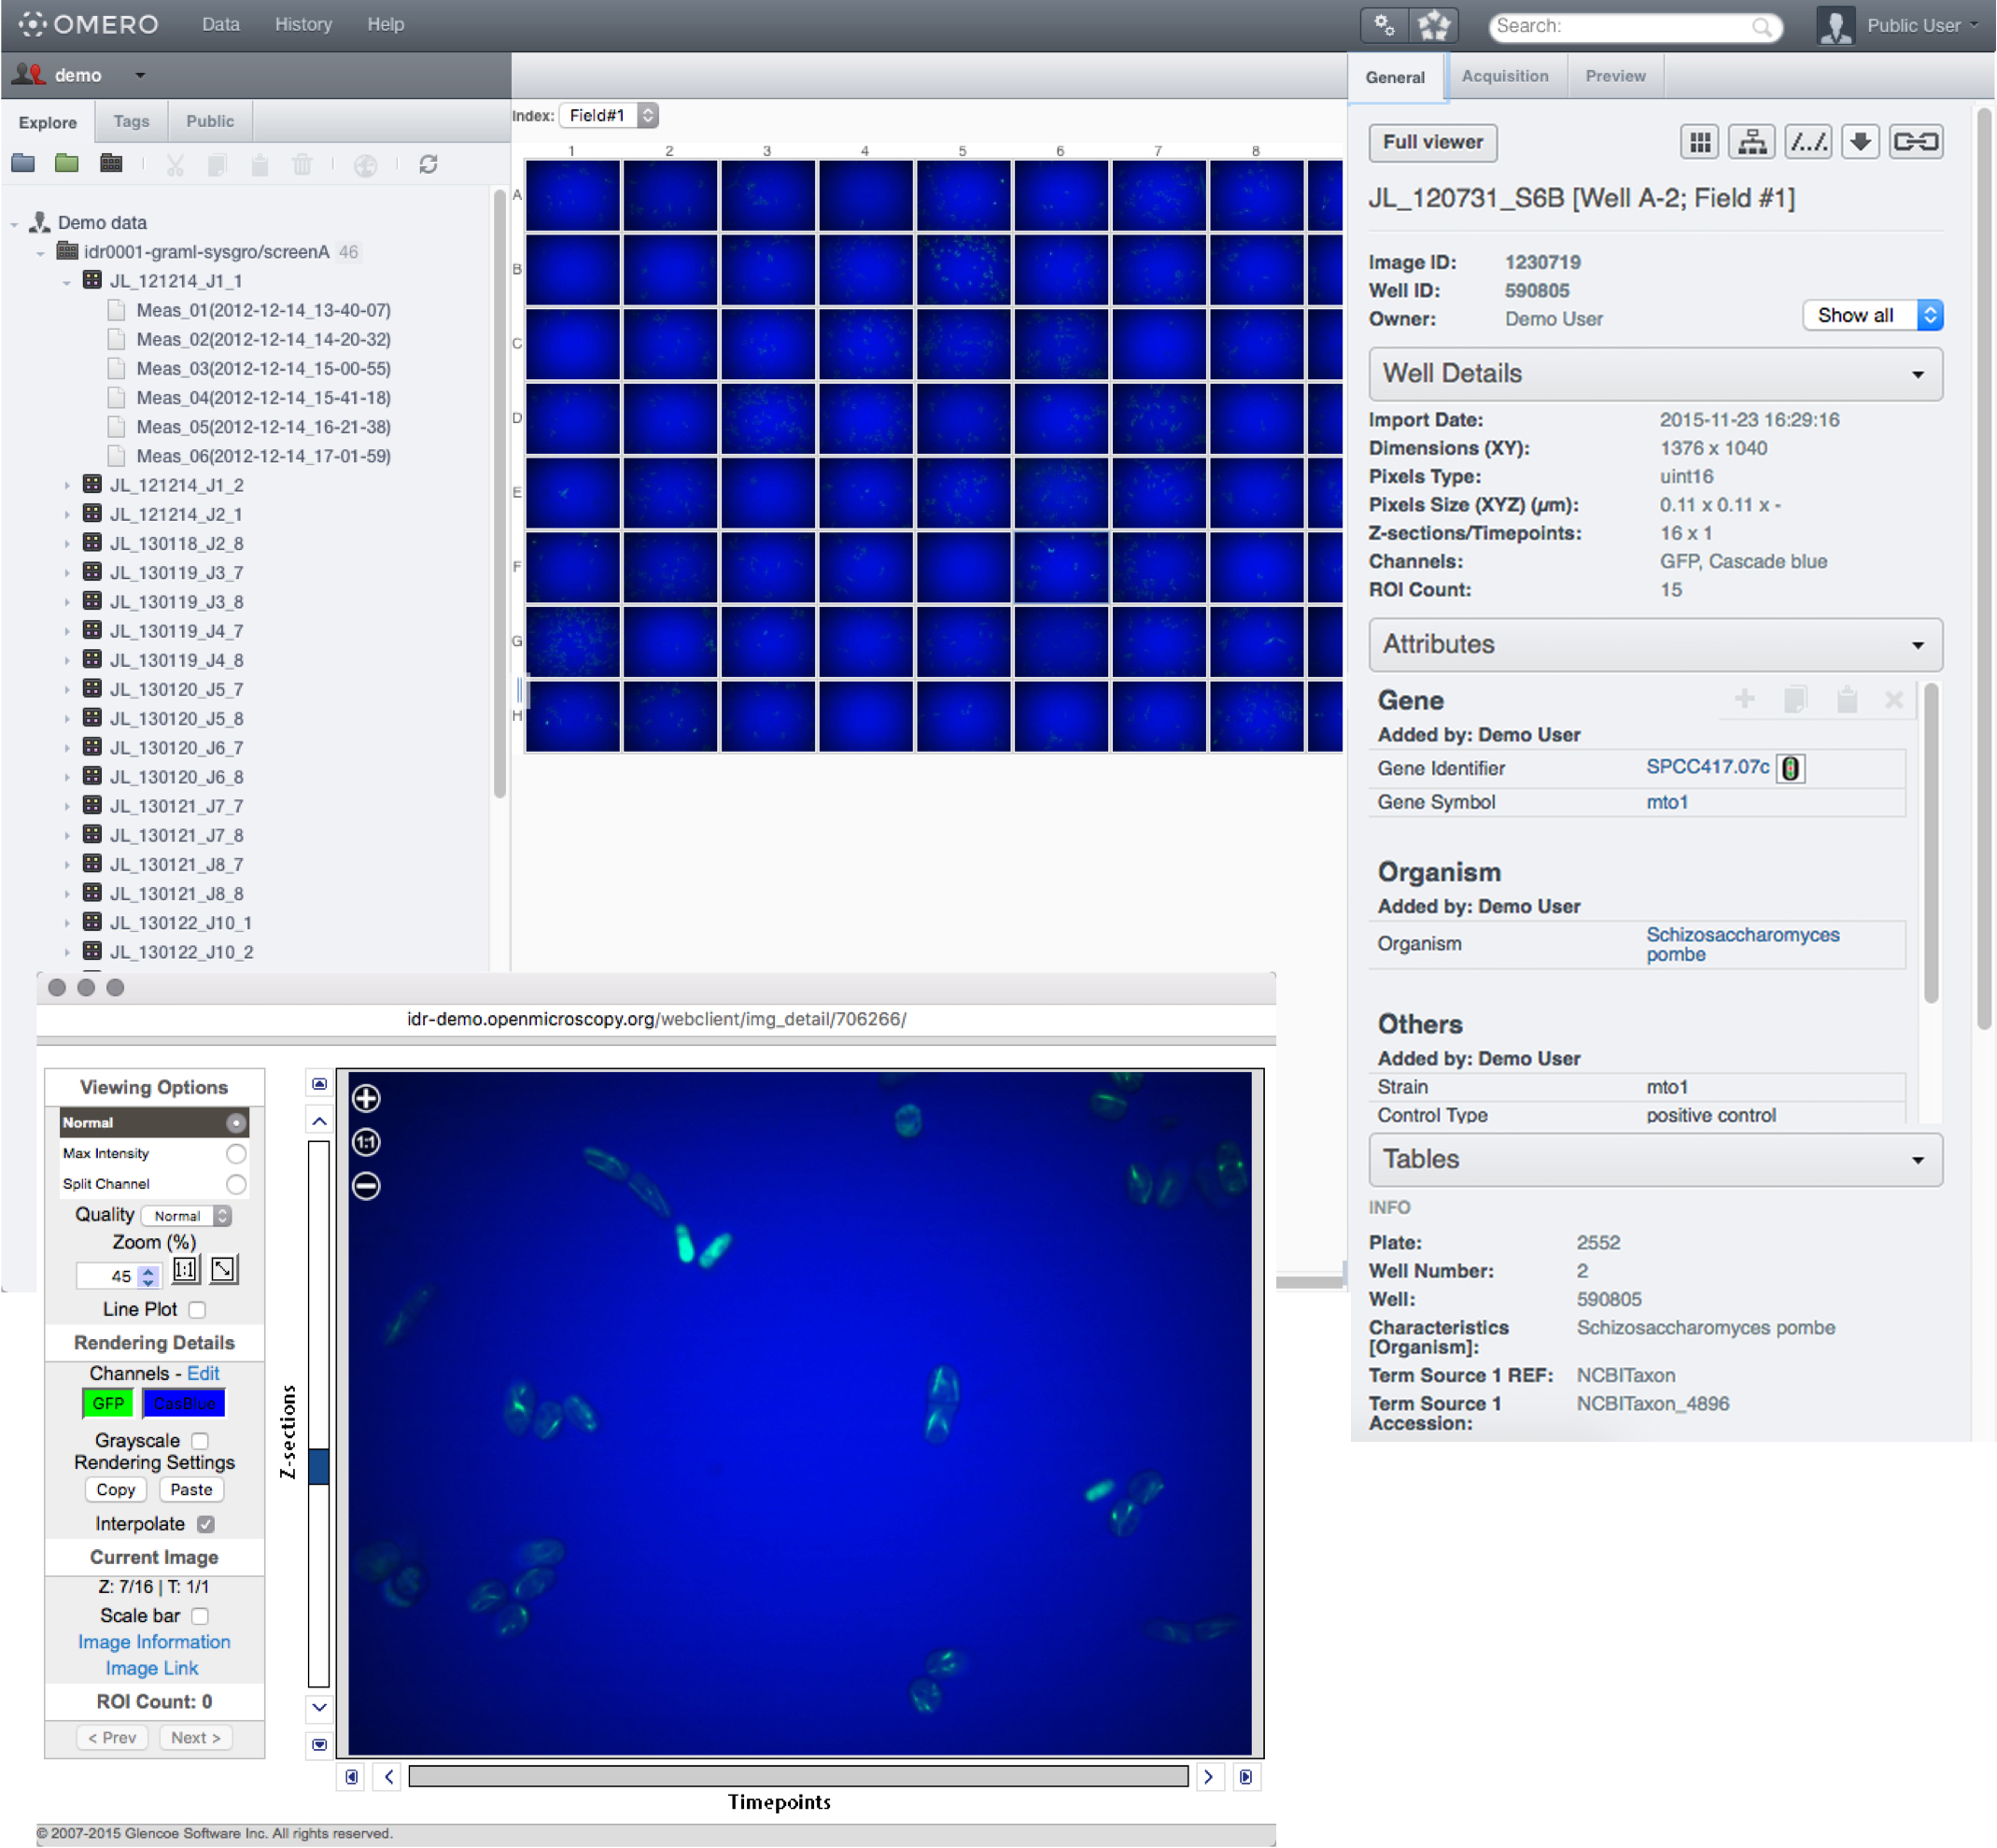 OMERO Data History Help Search: Public User
demo
General Acquisition Preview
Explore Tags Public
Index: Field#1
Demo data
idr0001-graml-sysgro/screenA 46
JL_121214_J1_1
Meas_01(2012-12-14_13-40-07)
Meas_02(2012-12-14_14-20-32)
Meas_03(2012-12-14_15-00-55)
Meas_04(2012-12-14_15-41-18)
Meas_05(2012-12-14_16-21-38)
Meas_06(2012-12-14_17-01-59)
JL_121214_J1_2
JL_121214_J2_1
JL_130118_J2_8
JL_130119_J3_7
JL_130119_J3_8
JL_130119_J4_7
JL_130119_J4_8
JL_130120_J5_7
JL_130120_J5_8
JL_130120_J6_7
JL_130120_J6_8
JL_130121_J7_7
JL_130121_J7_8
JL_130121_J8_7
JL_130121_J8_8
JL_130122_J10_1
JL_130122_J10_2
1 2 3 4 5 6 7 8
A
B
C
D
E
F
G
H
Full viewer
/../.
JL_120731_S6B [Well A-2; Field #1]
Image ID: 1230719
Well ID: 590805
Owner: Demo User
Show all
Well Details
Import Date: 2015-11-23 16:29:16
Dimensions (XY): 1376 x 1040
Pixels Type: uint16
Pixels Size (XYZ) (µm): 0.11 x 0.11 x -
Z-sections/Timepoints: 16 x 1
Channels: GFP, Cascade blue
ROI Count: 15
Attributes
Gene
Added by: Demo User
Gene Identifier SPCC417.07c
Gene Symbol mto1
Organism
Added by: Demo User
Organism Schizosaccharomyces
pombe
Others
Added by: Demo User
Strain mto1
Control Type positive control
Tables
INFO
Plate: 2552
Well Number: 2
Well: 590805
Characteristics Schizosaccharomyces pombe
[Organism]:
Term Source 1 REF: NCBITaxon
Term Source 1 NCBITaxon_4896
Accession:
idr-demo.openmicroscopy.org/webclient/img_detail/706266/
Viewing Options
Normal
Max Intensity
Split Channel
Quality Normal
Zoom (%)
45 1:1
Line Plot
Rendering Details
Channels - Edit
GFP CasBlue
Grayscale
Rendering Settings
Copy Paste
Interpolate
Current Image
Z: 7/16 | T: 1/1
Scale bar
Image Information
Image Link
ROI Count: 0
< Prev Next >
Z-sections
1:1
Timepoints
© 2007-2015 Glencoe Software Inc. All rights reserved.